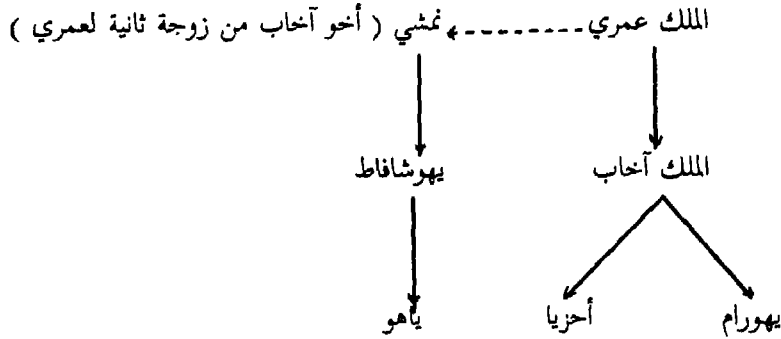 الملك عمري نمشي ( أخو آخاب من زوجة ثانية لعمري )
الملك آخاب يهوشافاط
يهورام أحزيا ياهو